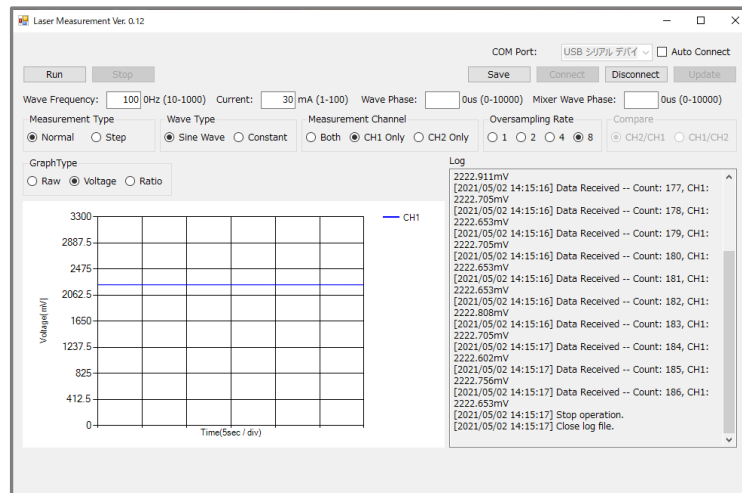 Laser Measurement Ver. 0.12
COM Port: USB シリアル デバイ Auto Connect
Run Stop Save Connect Disconnect Update
Wave Frequency: 100 0Hz (10-1000) Current: 30 mA (1-100) Wave Phase: 0us (0-10000) Mixer Wave Phase: 0us (0-10000)
Measurement Type Wave Type Measurement Channel Oversampling Rate Compare
Normal Step Sine Wave Constant Both CH1 Only CH2 Only 1 2 4 8 CH2/CH1 CH1/CH2
GraphType
Raw Voltage Ratio
3300
2887.5
2475
2062.5
1650
1237.5
825
412.5
0
Voltage[mV]
Time(5sec / div)
CH1
Log
2222.911mV
[2021/05/02 14:15:16] Data Received -- Count: 177, CH1:
2222.705mV
[2021/05/02 14:15:16] Data Received -- Count: 178, CH1:
2222.653mV
[2021/05/02 14:15:16] Data Received -- Count: 179, CH1:
2222.705mV
[2021/05/02 14:15:16] Data Received -- Count: 180, CH1:
2222.653mV
[2021/05/02 14:15:16] Data Received -- Count: 181, CH1:
2222.653mV
[2021/05/02 14:15:16] Data Received -- Count: 182, CH1:
2222.808mV
[2021/05/02 14:15:16] Data Received -- Count: 183, CH1:
2222.705mV
[2021/05/02 14:15:17] Data Received -- Count: 184, CH1:
2222.602mV
[2021/05/02 14:15:17] Data Received -- Count: 185, CH1:
2222.756mV
[2021/05/02 14:15:17] Data Received -- Count: 186, CH1:
2222.653mV
[2021/05/02 14:15:17] Stop operation.
[2021/05/02 14:15:17] Close log file.